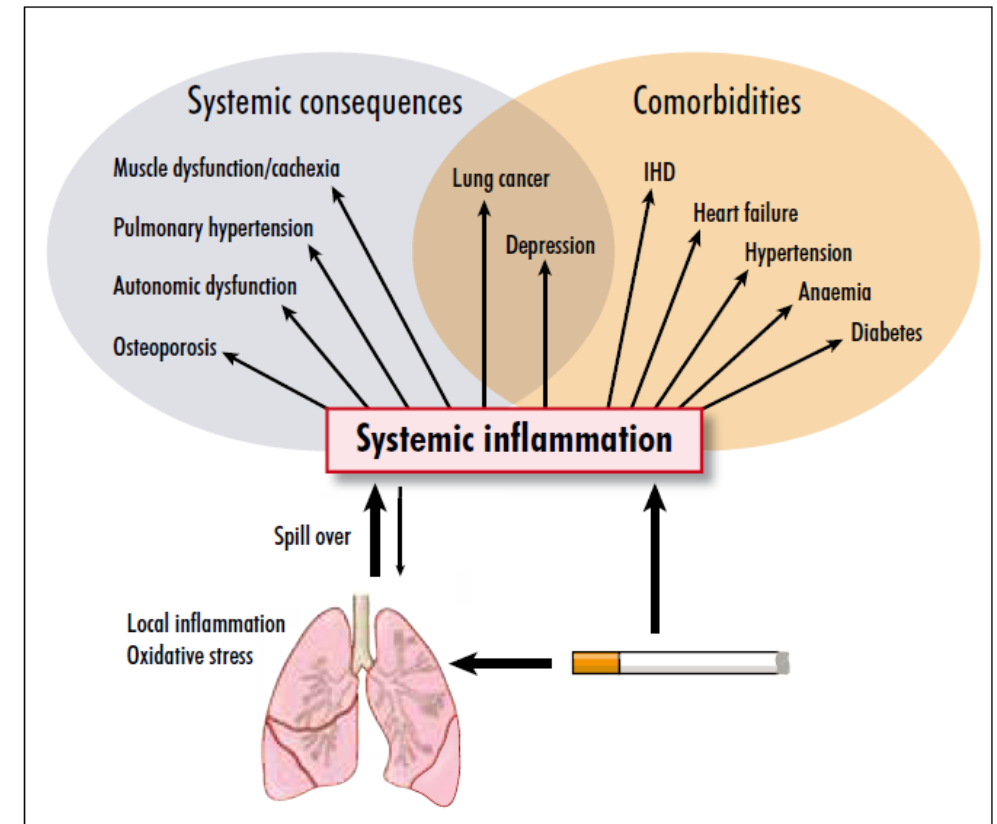 Systemic consequences
Comorbidities
Muscle dysfunction/cachexia
Pulmonary hypertension
Autonomic dysfunction
Osteoporosis
Lung cancer
Depression
IHD
Heart failure
Hypertension
Anaemia
Diabetes
Systemic inflammation
Spill over
Local inflammation
Oxidative stress